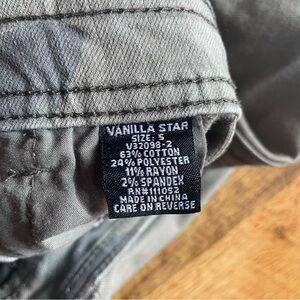 VANILLA STAR
SIZE: S
V32098-2
63% COTTON
24% POLYESTER
11% RAYON
2% SPANDEX
RN#111052
MADE IN CHINA
CARE ON REVERSE